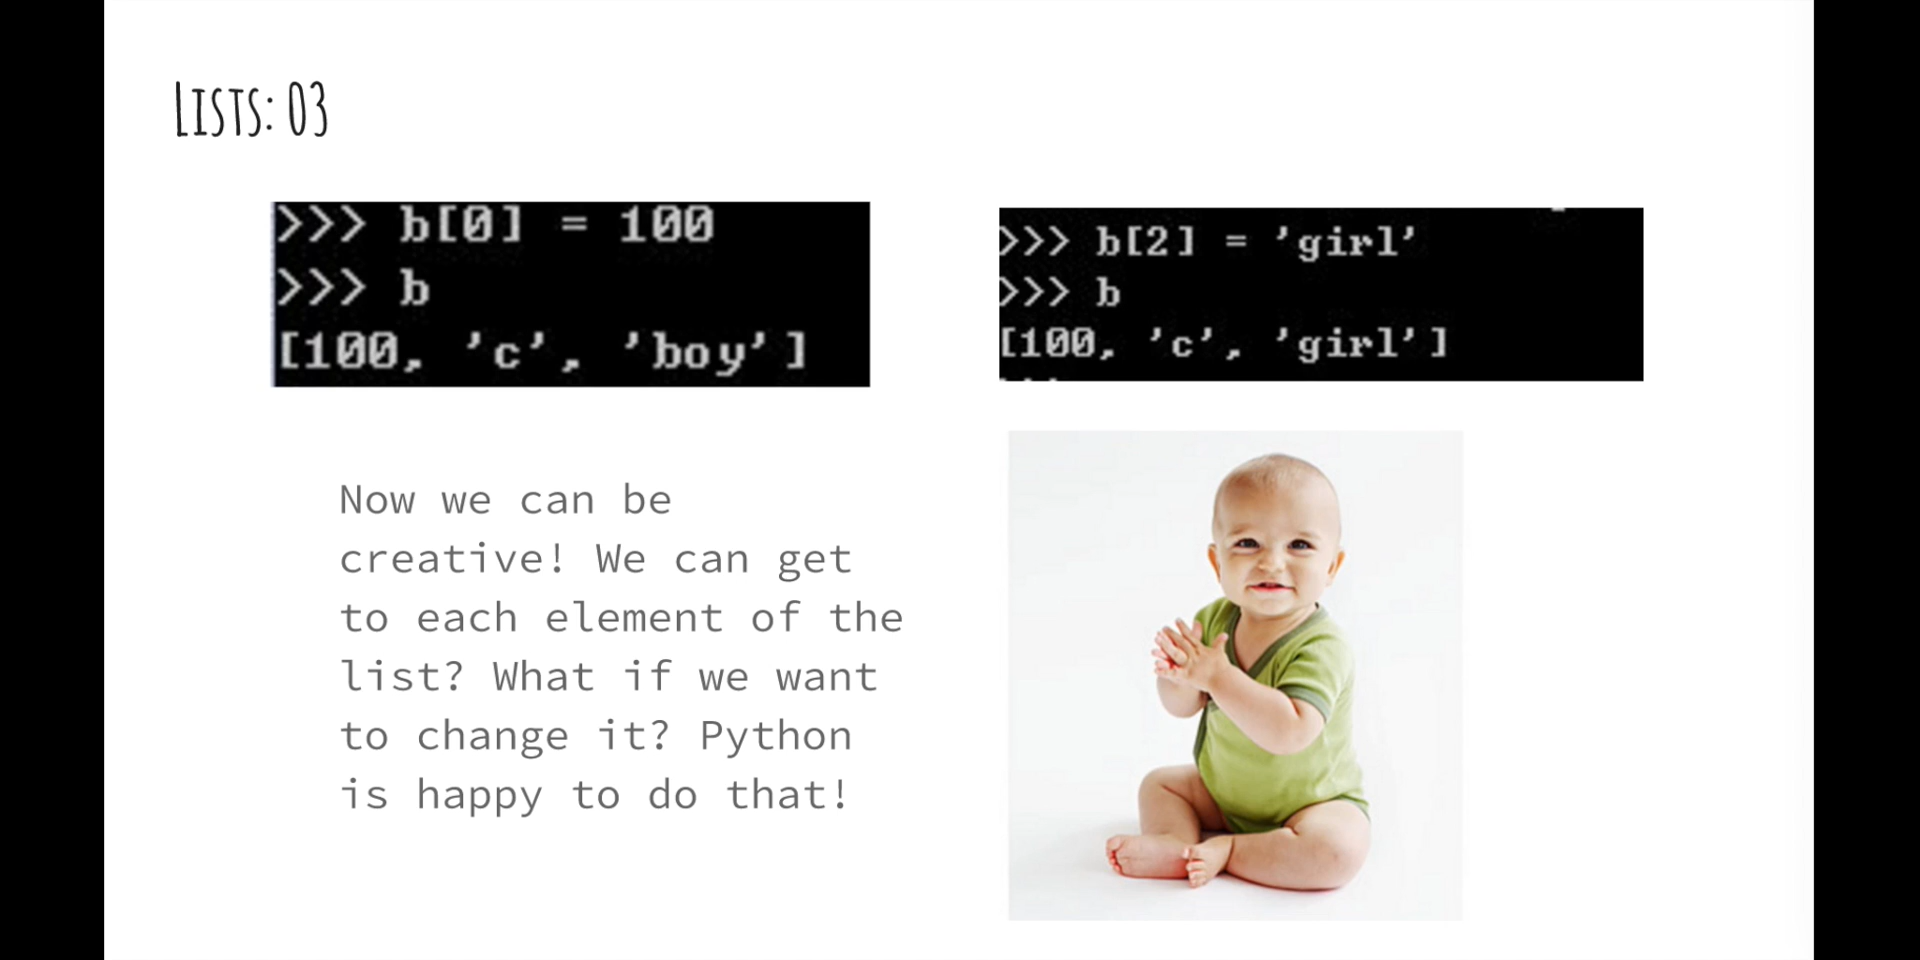 Lists: 03
>>> b[0] = 100
>>> b
[100, 'c', 'boy']
>>> b[2] = 'girl'
>>> b
[100, 'c', 'girl']
Now we can be
creative! We can get
to each element of the
list? What if we want
to change it? Python
is happy to do that!